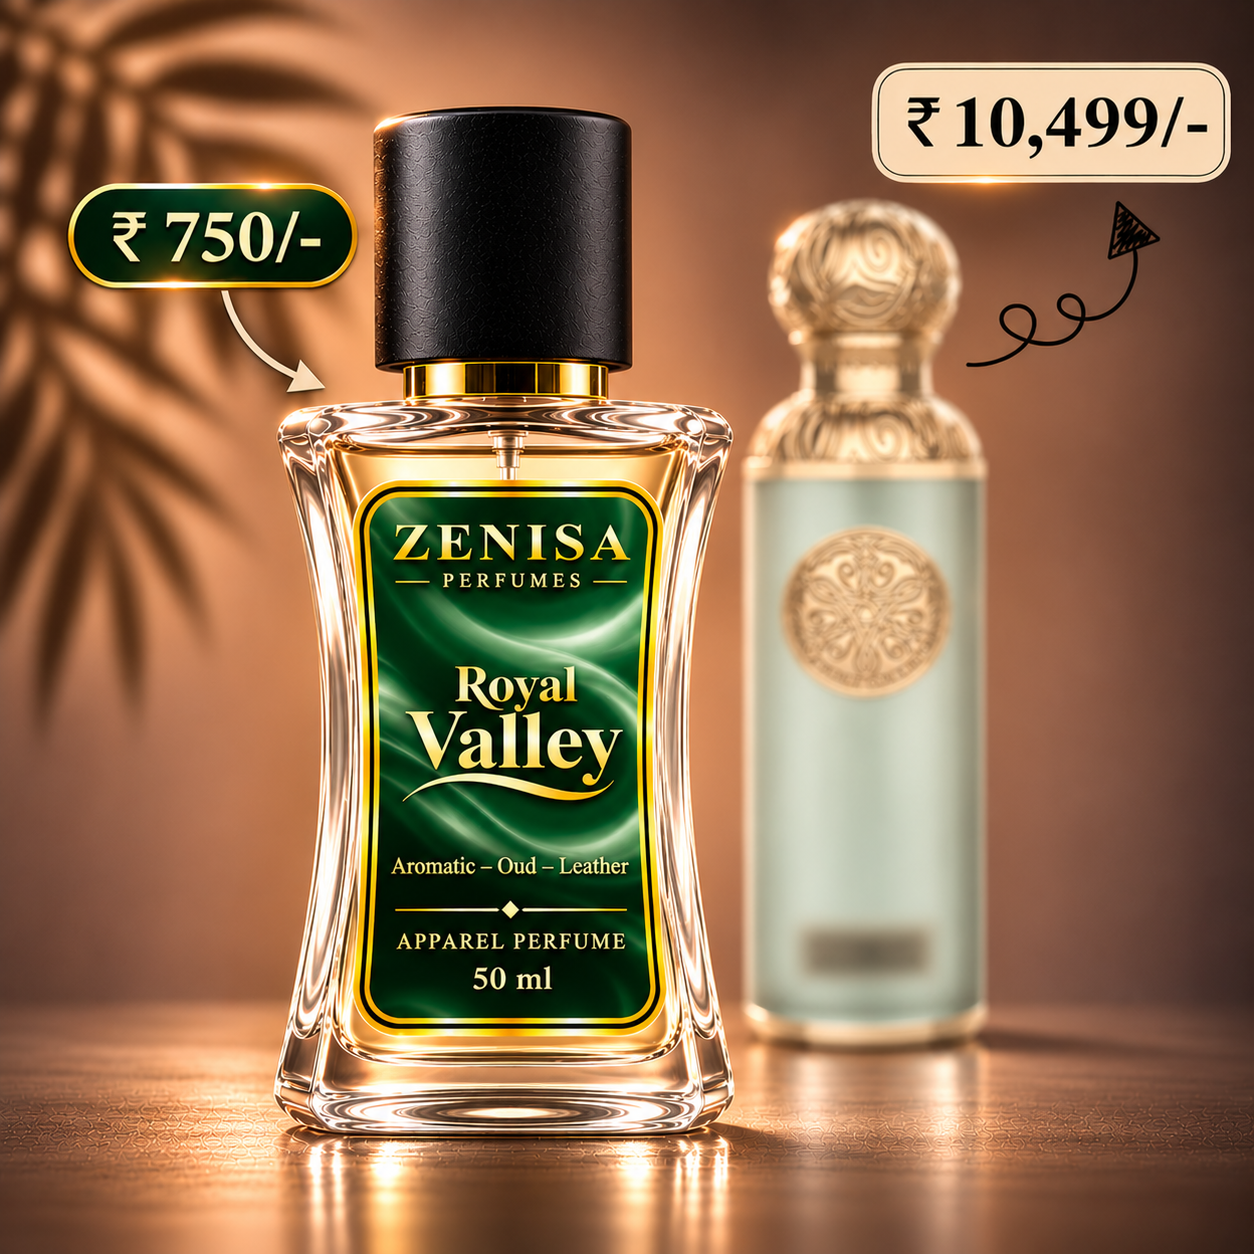 ₹ 10,499/-
₹ 750/-
ZENISA
PERFUMES
Royal
Valley
Aromatic – Oud – Leather
APPAREL PERFUME
50 ml